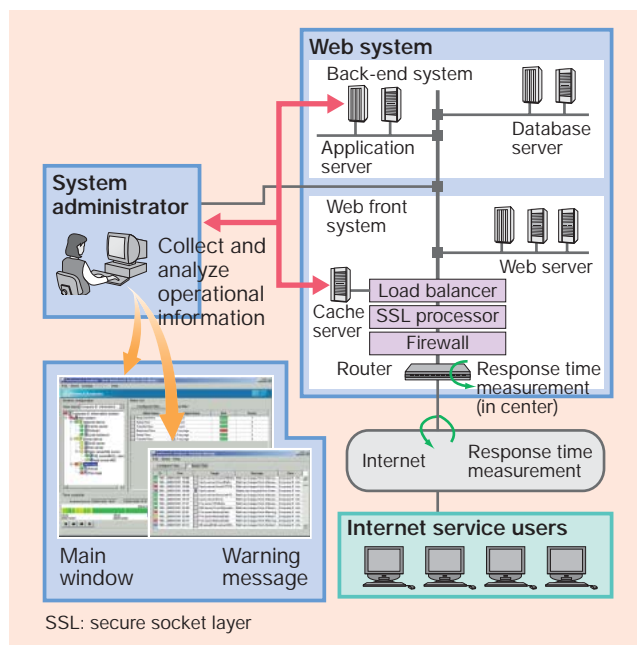 Web system
Back-end system
Application
server
Database
server
System
administrator
Collect and
analyze
operational
information
Web front
system
Web server
Cache
server
Load balancer
SSL processor
Firewall
Router
Response time
measurement
(in center)
Internet
Response time
measurement
Internet service users
Main
window
Warning
message
SSL: secure socket layer